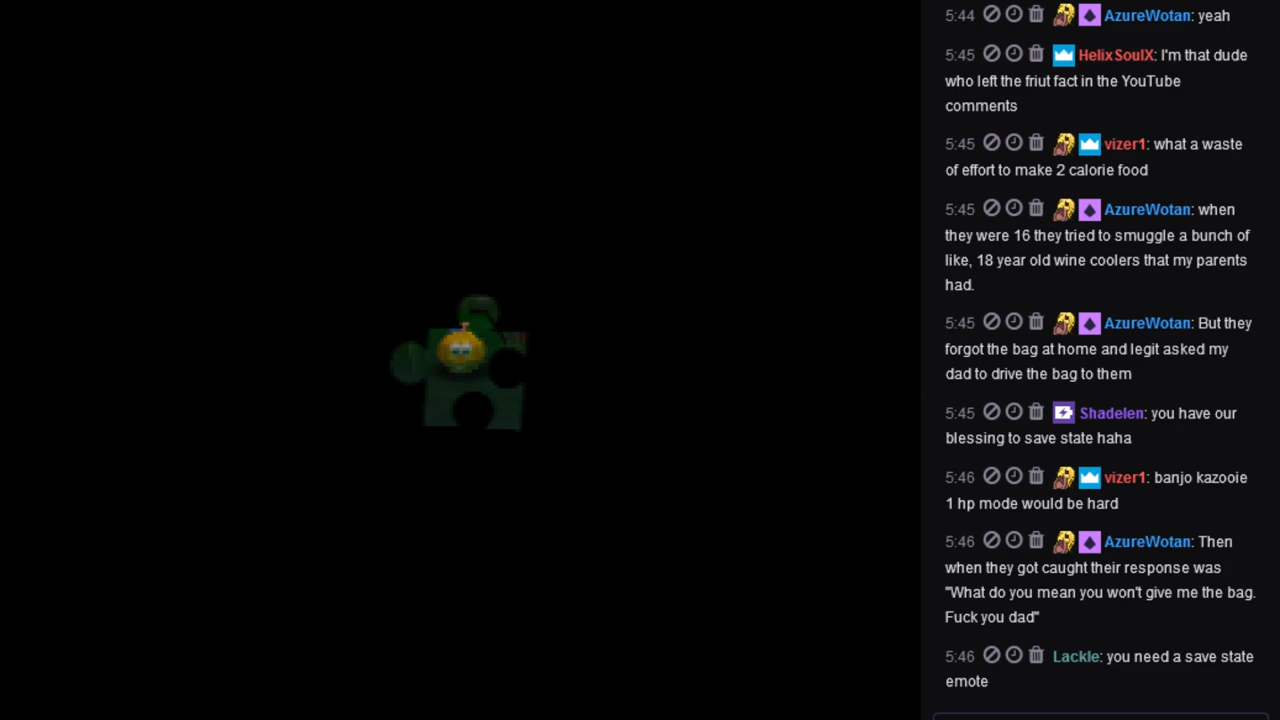 5:44 AzureWotan: yeah
5:45 HelixSoulX: I'm that dude
who left the friut fact in the YouTube
comments
5:45 vizer1: what a waste
of effort to make 2 calorie food
5:45 AzureWotan: when
they were 16 they tried to smuggle a bunch of
like, 18 year old wine coolers that my parents
had.
5:45 AzureWotan: But they
forgot the bag at home and legit asked my
dad to drive the bag to them
5:45 Shadelen: you have our
blessing to save state haha
5:46 vizer1: banjo kazooie
1 hp mode would be hard
5:46 AzureWotan: Then
when they got caught their response was
"What do you mean you won't give me the bag.
Fuck you dad"
5:46 Lackle: you need a save state
emote